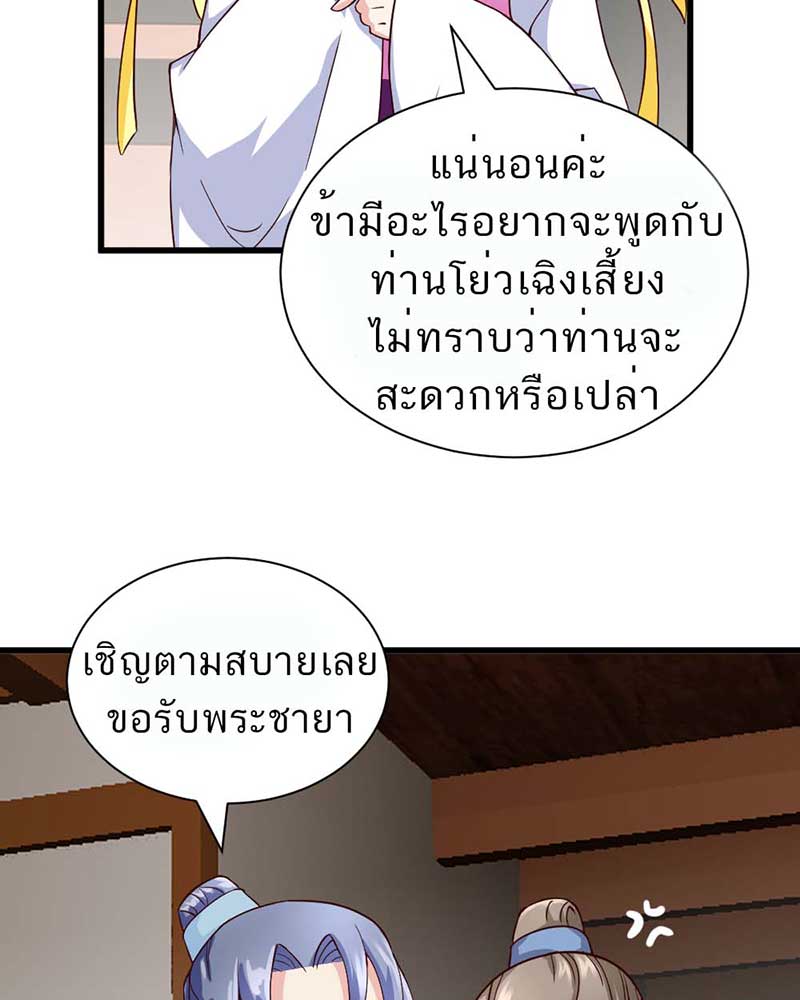 แน่นอนค่ะ
ข้ามีอะไรอยากจะพูดกับ
ท่านโย่วเฉิงเสี้ยง
ไม่ทราบว่าท่านจะ
สะดวกหรือเปล่า
เชิญตามสบายเลย
ขอรับพระชายา